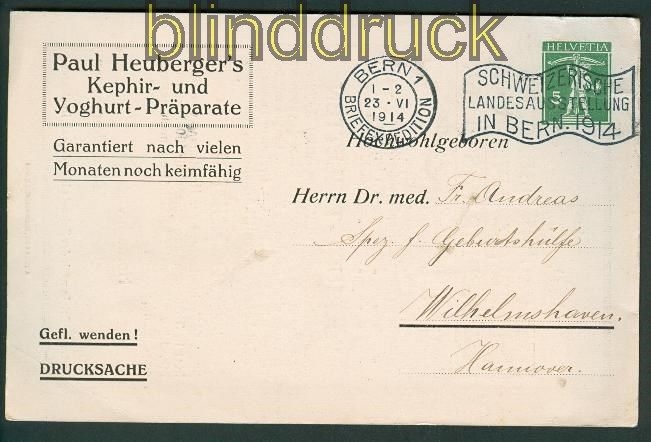 blinddruck
Paul Heuberger's
Kephir- und
Yoghurt-Präparate
Garantiert nach vielen
Monaten noch keimfähig
BERN 1
1-2
23·VI
1914
BRIEFEXPEDITION
HELVETIA
5
SCHWEIZERISCHE
LANDESAUSSTELLUNG
IN BERN. 1914
Hochwohlgeboren
Herrn Dr. med. Fr. Andreas
Spez. f. Geburtshülfe
Wilhelmshaven.
Hannover.
Gefl. wenden!
DRUCKSACHE